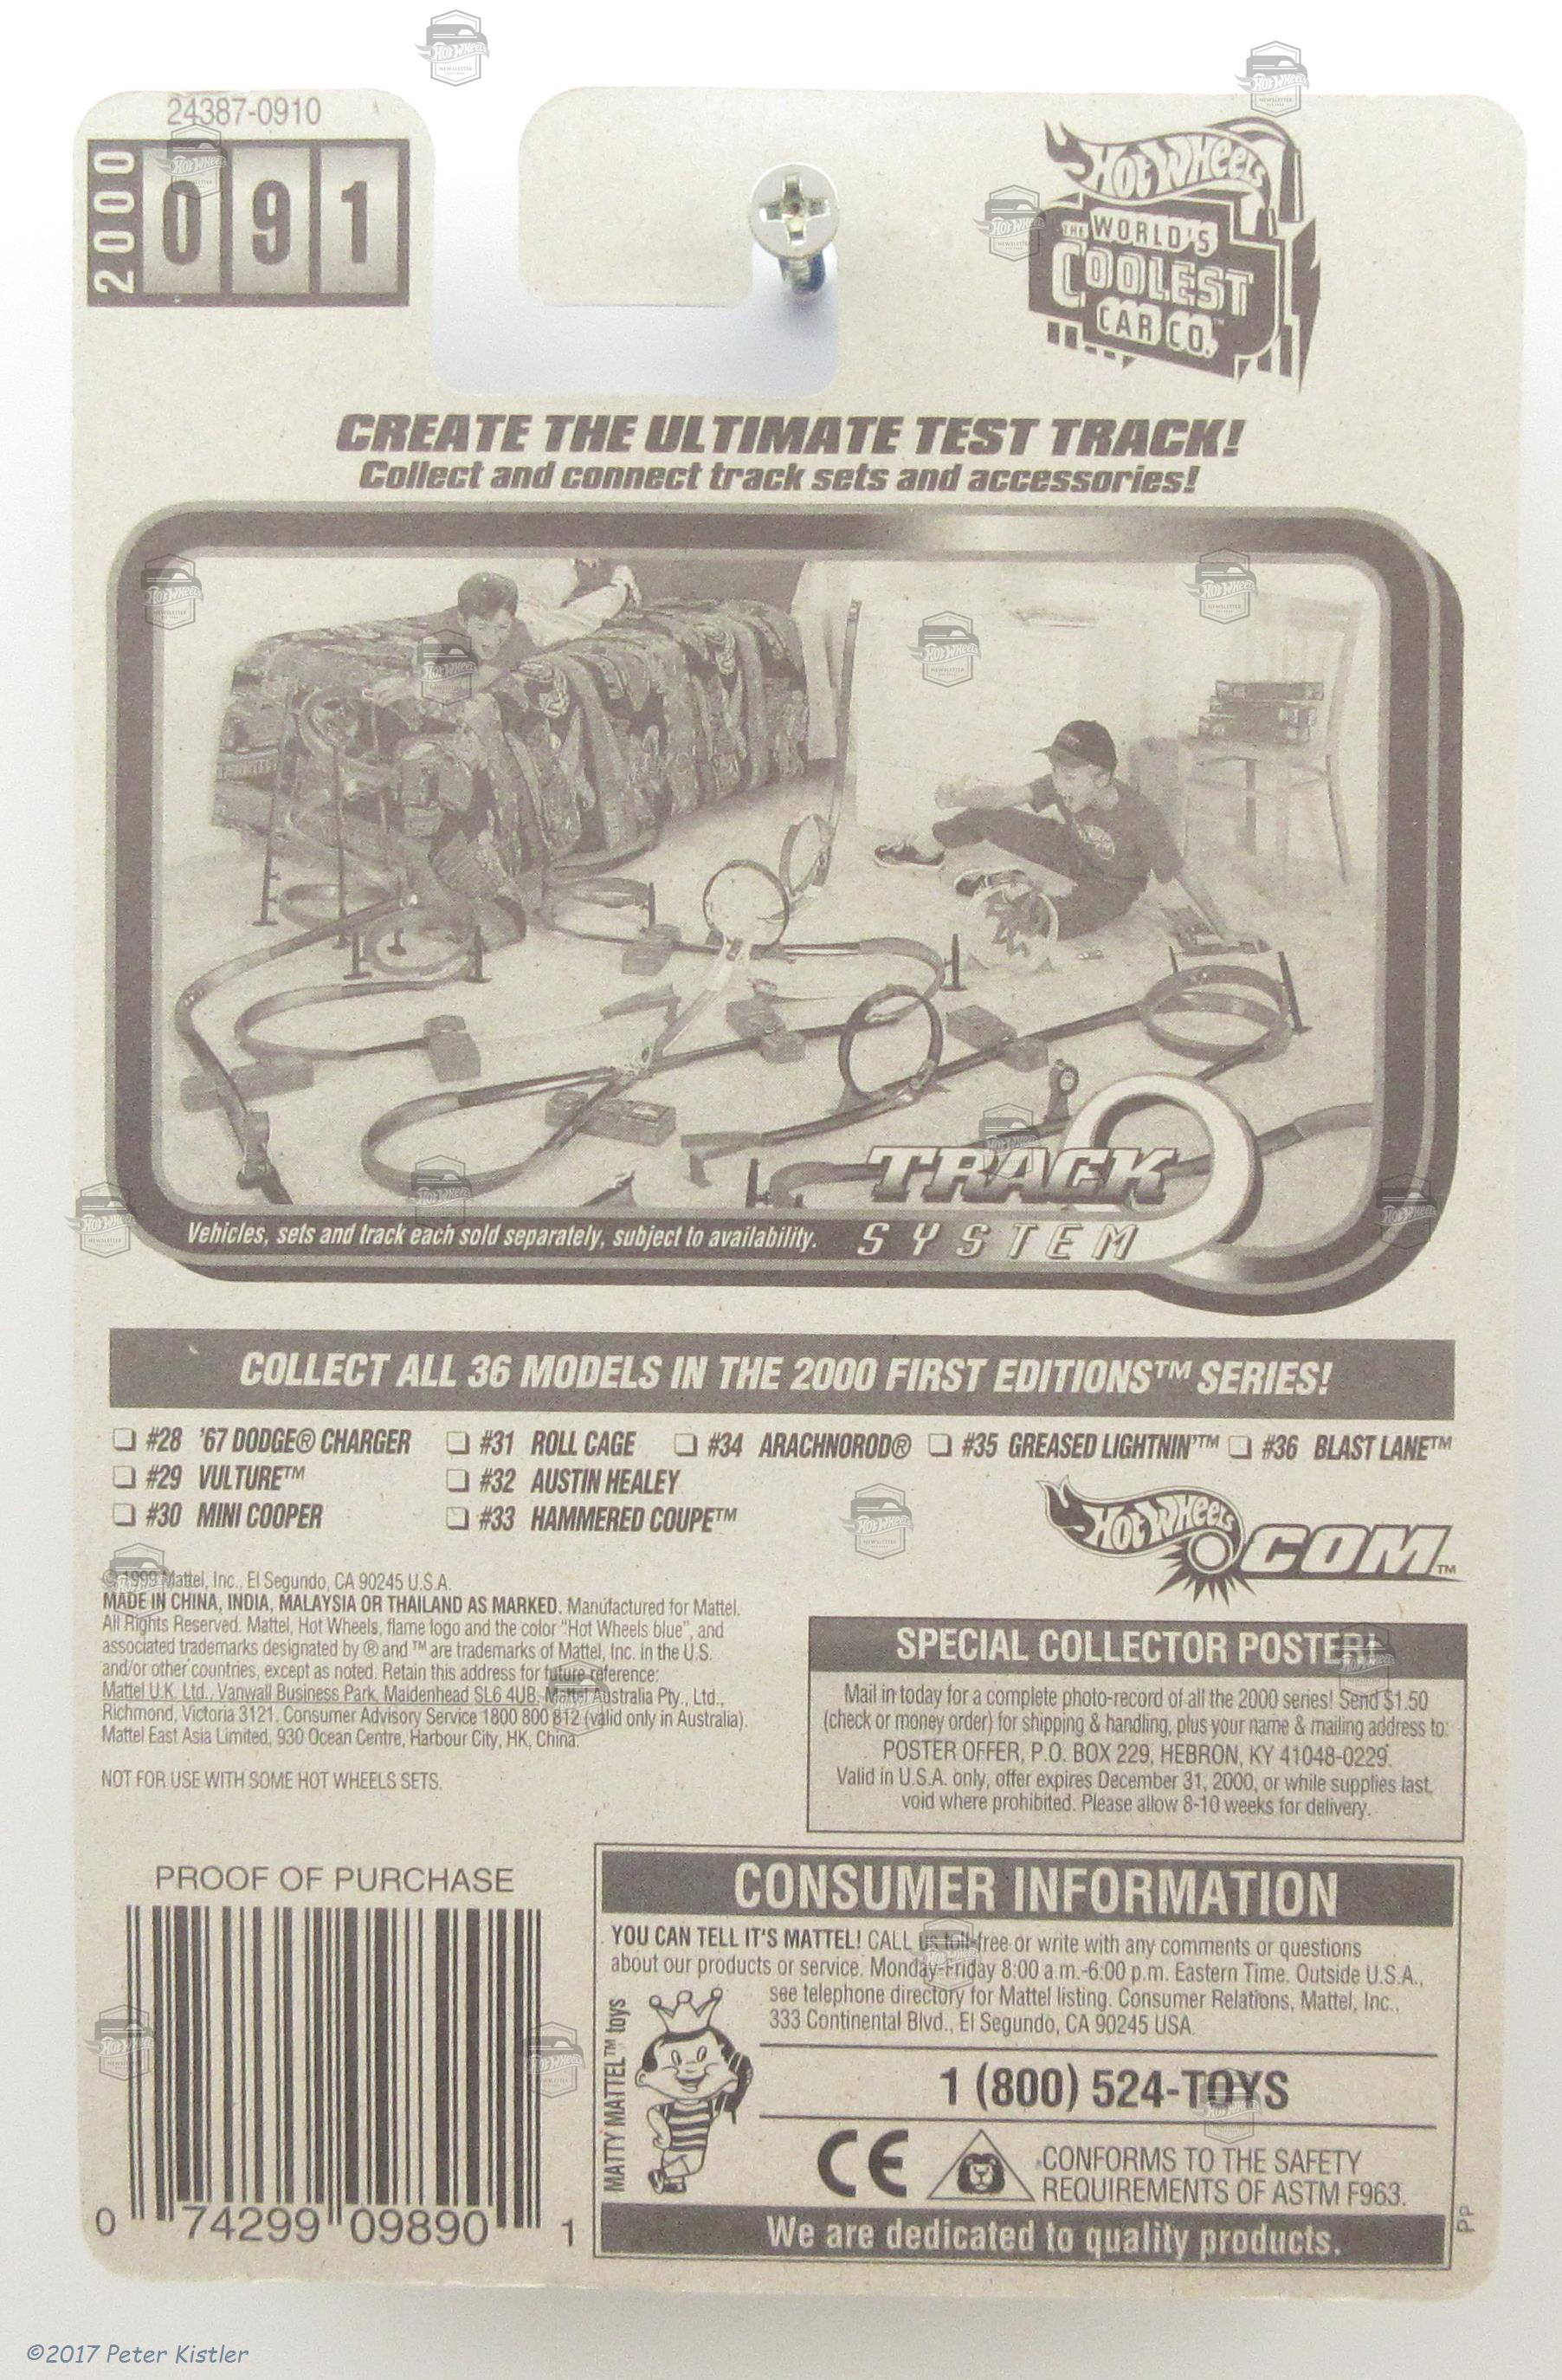 24387-0910
2000
091
HOT WHEELS
THE WORLD'S
COOLEST
CAR CO.™
CREATE THE ULTIMATE TEST TRACK!
Collect and connect track sets and accessories!
TRACK
SYSTEM
Vehicles, sets and track each sold separately, subject to availability.
COLLECT ALL 36 MODELS IN THE 2000 FIRST EDITIONS™ SERIES!
❑ #28 '67 DODGE® CHARGER ❑ #31 ROLL CAGE ❑ #34 ARACHNOROD® ❑ #35 GREASED LIGHTNIN'™ ❑ #36 BLAST LANE™
❑ #29 VULTURE™ ❑ #32 AUSTIN HEALEY
❑ #30 MINI COOPER ❑ #33 HAMMERED COUPE™
HOT WHEELS.COM™
© 1999 Mattel, Inc., El Segundo, CA 90245 U.S.A.
MADE IN CHINA, INDIA, MALAYSIA OR THAILAND AS MARKED. Manufactured for Mattel.
All Rights Reserved. Mattel, Hot Wheels, flame logo and the color "Hot Wheels blue", and
associated trademarks designated by ® and ™ are trademarks of Mattel, Inc. in the U.S.
and/or other countries, except as noted. Retain this address for future reference:
Mattel U.K. Ltd., Vanwall Business Park, Maidenhead SL6 4UB. Mattel Australia Pty., Ltd.,
Richmond, Victoria 3121. Consumer Advisory Service 1800 800 812 (valid only in Australia).
Mattel East Asia Limited, 930 Ocean Centre, Harbour City, HK, China.
NOT FOR USE WITH SOME HOT WHEELS SETS.
SPECIAL COLLECTOR POSTER!
Mail in today for a complete photo-record of all the 2000 series! Send $1.50
(check or money order) for shipping & handling, plus your name & mailing address to:
POSTER OFFER, P.O. BOX 229, HEBRON, KY 41048-0229.
Valid in U.S.A. only, offer expires December 31, 2000, or while supplies last,
void where prohibited. Please allow 8-10 weeks for delivery.
PROOF OF PURCHASE
0 74299 09890 1
CONSUMER INFORMATION
YOU CAN TELL IT'S MATTEL! CALL us toll-free or write with any comments or questions
about our products or service. Monday-Friday 8:00 a.m.-6:00 p.m. Eastern Time. Outside U.S.A.,
see telephone directory for Mattel listing. Consumer Relations, Mattel, Inc.,
333 Continental Blvd., El Segundo, CA 90245 USA.
MATTY MATTEL™ toys
1 (800) 524-TOYS
CE
CONFORMS TO THE SAFETY
REQUIREMENTS OF ASTM F963.
We are dedicated to quality products.
PP
©2017 Peter Kistler